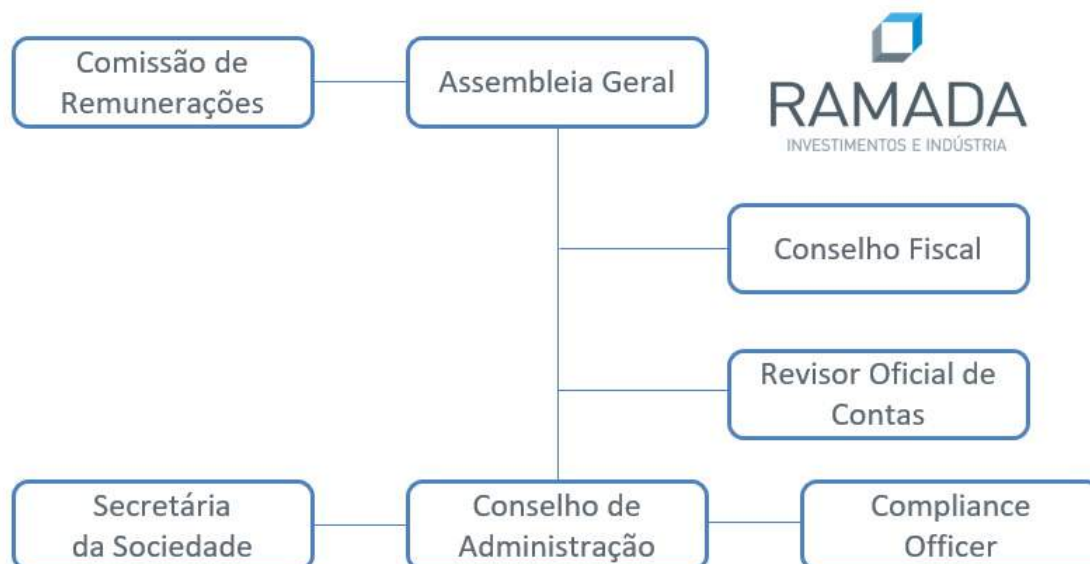 Comissão de
Remunerações
Assembleia Geral
RAMADA
INVESTIMENTOS E INDÚSTRIA
Conselho Fiscal
Revisor Oficial de
Contas
Secretária
da Sociedade
Conselho de
Administração
Compliance
Officer